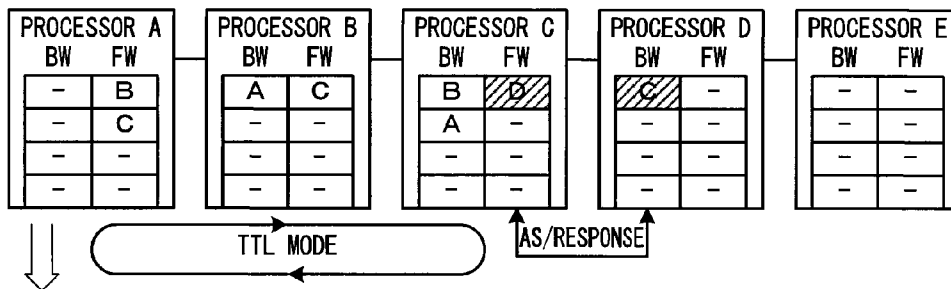 PROCESSOR A PROCESSOR B PROCESSOR C PROCESSOR D PROCESSOR E
BW FW BW FW BW FW BW FW BW FW
- B A C B D C - - -
- C - - A - - - - -
- - - - - - - - - -
- - - - - - - - - -
TTL MODE
AS/RESPONSE